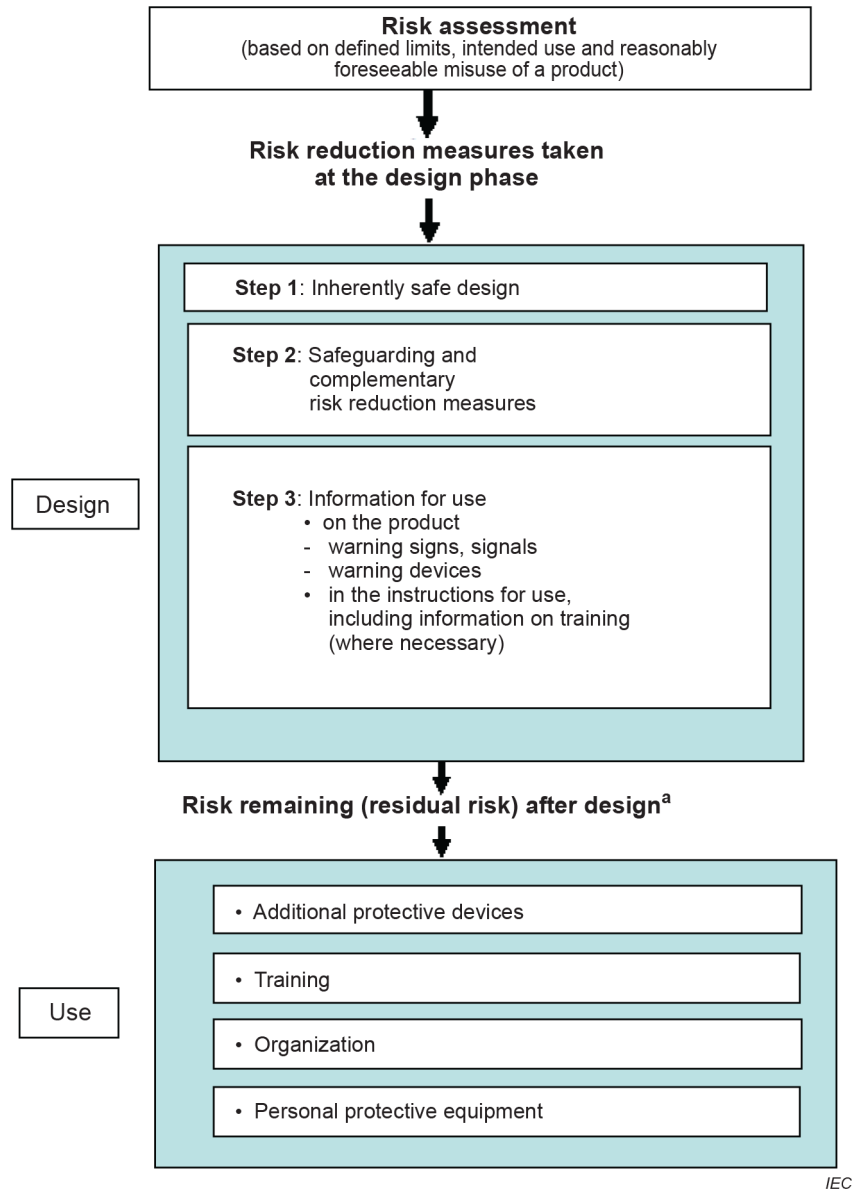 Risk assessment
(based on defined limits, intended use and reasonably
foreseeable misuse of a product)
Risk reduction measures taken
at the design phase
Step 1: Inherently safe design
Step 2: Safeguarding and
complementary
risk reduction measures
Design
Step 3: Information for use
• on the product
- warning signs, signals
- warning devices
• in the instructions for use,
including information on training
(where necessary)
Risk remaining (residual risk) after designᵃ
• Additional protective devices
• Training
Use
• Organization
• Personal protective equipment
IEC